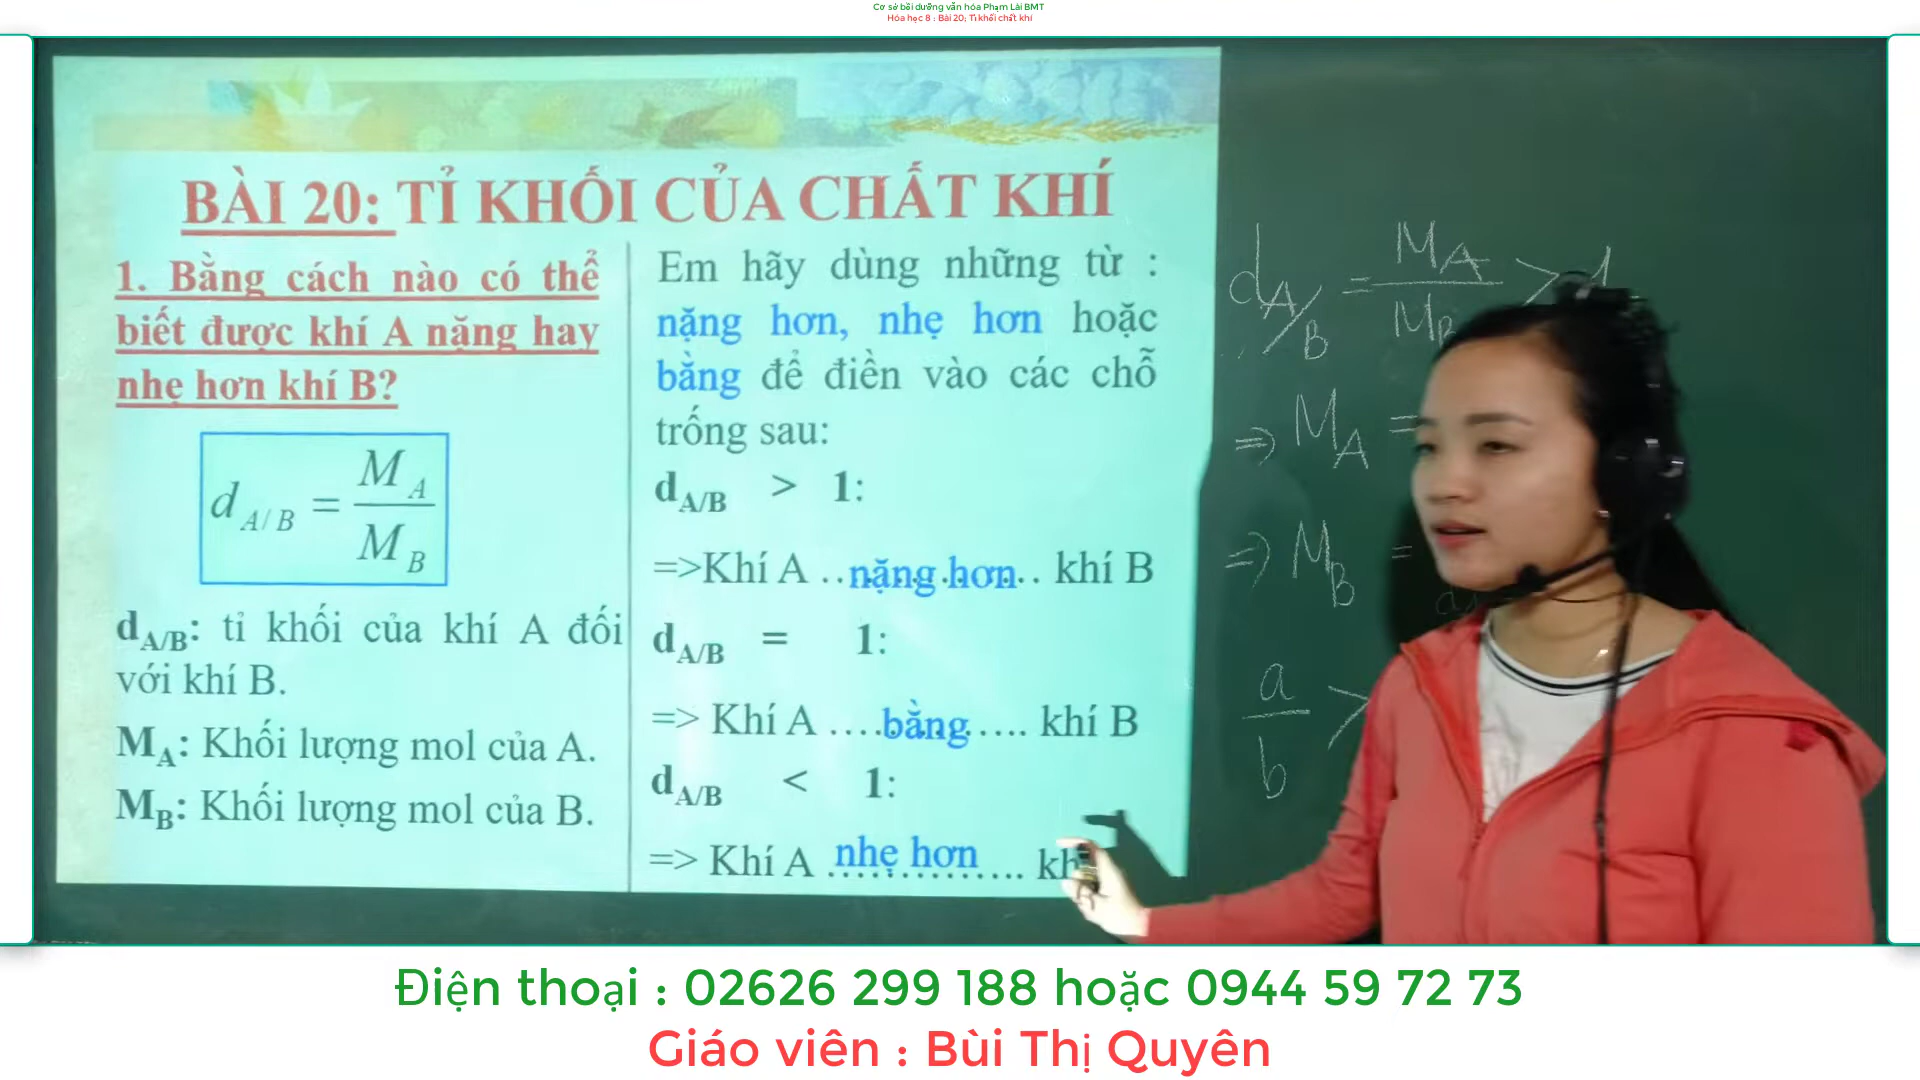 Cơ sở bồi dưỡng văn hóa Phạm Lài BMT
Hóa học 8 : Bài 20: Tỉ khối chất khí
BÀI 20: TỈ KHỐI CỦA CHẤT KHÍ
1. Bằng cách nào có thể
biết được khí A nặng hay
nhẹ hơn khí B?
d A/B = M A / M B
dA/B: tỉ khối của khí A đối
với khí B.
MA: Khối lượng mol của A.
MB: Khối lượng mol của B.
Em hãy dùng những từ :
nặng hơn, nhẹ hơn hoặc
bằng để điền vào các chỗ
trống sau:
dA/B > 1:
=>Khí A ..nặng hơn.. khí B
dA/B = 1:
=> Khí A ....bằng..... khí B
dA/B < 1:
=> Khí A nhẹ hơn .. kh
dA/B = MA / MB > 1
=> MA =
=> MB =
a / b >
Điện thoại : 02626 299 188 hoặc 0944 59 72 73
Giáo viên : Bùi Thị Quyên